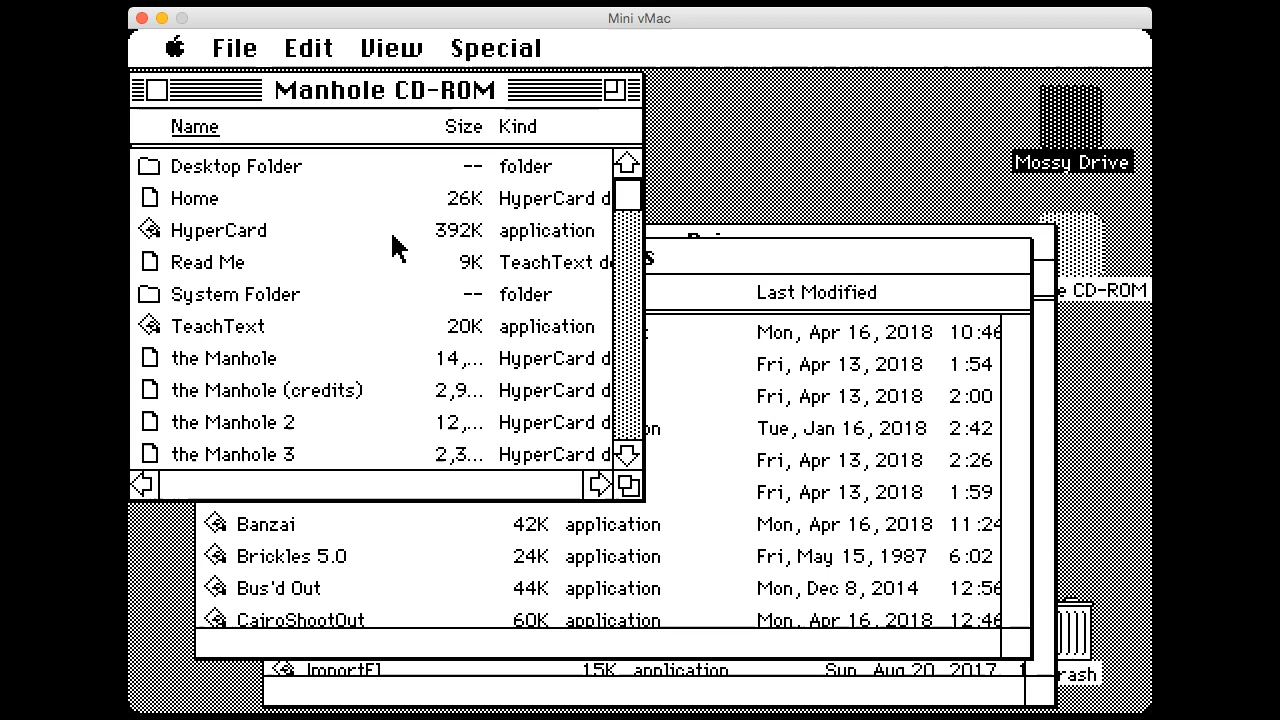 Mini vMac
File Edit View Special
Manhole CD-ROM
Name Size Kind
Desktop Folder -- folder
Home 26K HyperCard d
HyperCard 392K application
Read Me 9K TeachText do
System Folder -- folder
TeachText 20K application
the Manhole 14,... HyperCard d
the Manhole (credits) 2,9... HyperCard d
the Manhole 2 12,... HyperCard d
the Manhole 3 2,3... HyperCard d
Mossy Drive
e CD-ROM
s
Last Modified
Mon, Apr 16, 2018 10:46
Fri, Apr 13, 2018 1:54
Fri, Apr 13, 2018 2:00
on Tue, Jan 16, 2018 2:42
Fri, Apr 13, 2018 2:26
Fri, Apr 13, 2018 1:59
Banzai 42K application Mon, Apr 16, 2018 11:24
Brickles 5.0 24K application Fri, May 15, 1987 6:02
Bus'd Out 44K application Mon, Dec 8, 2014 12:56
CairoShootOut 60K application Mon, Apr 16, 2018 12:46
ImportFl 15K application Sun, Aug 20, 2017, 1
rash